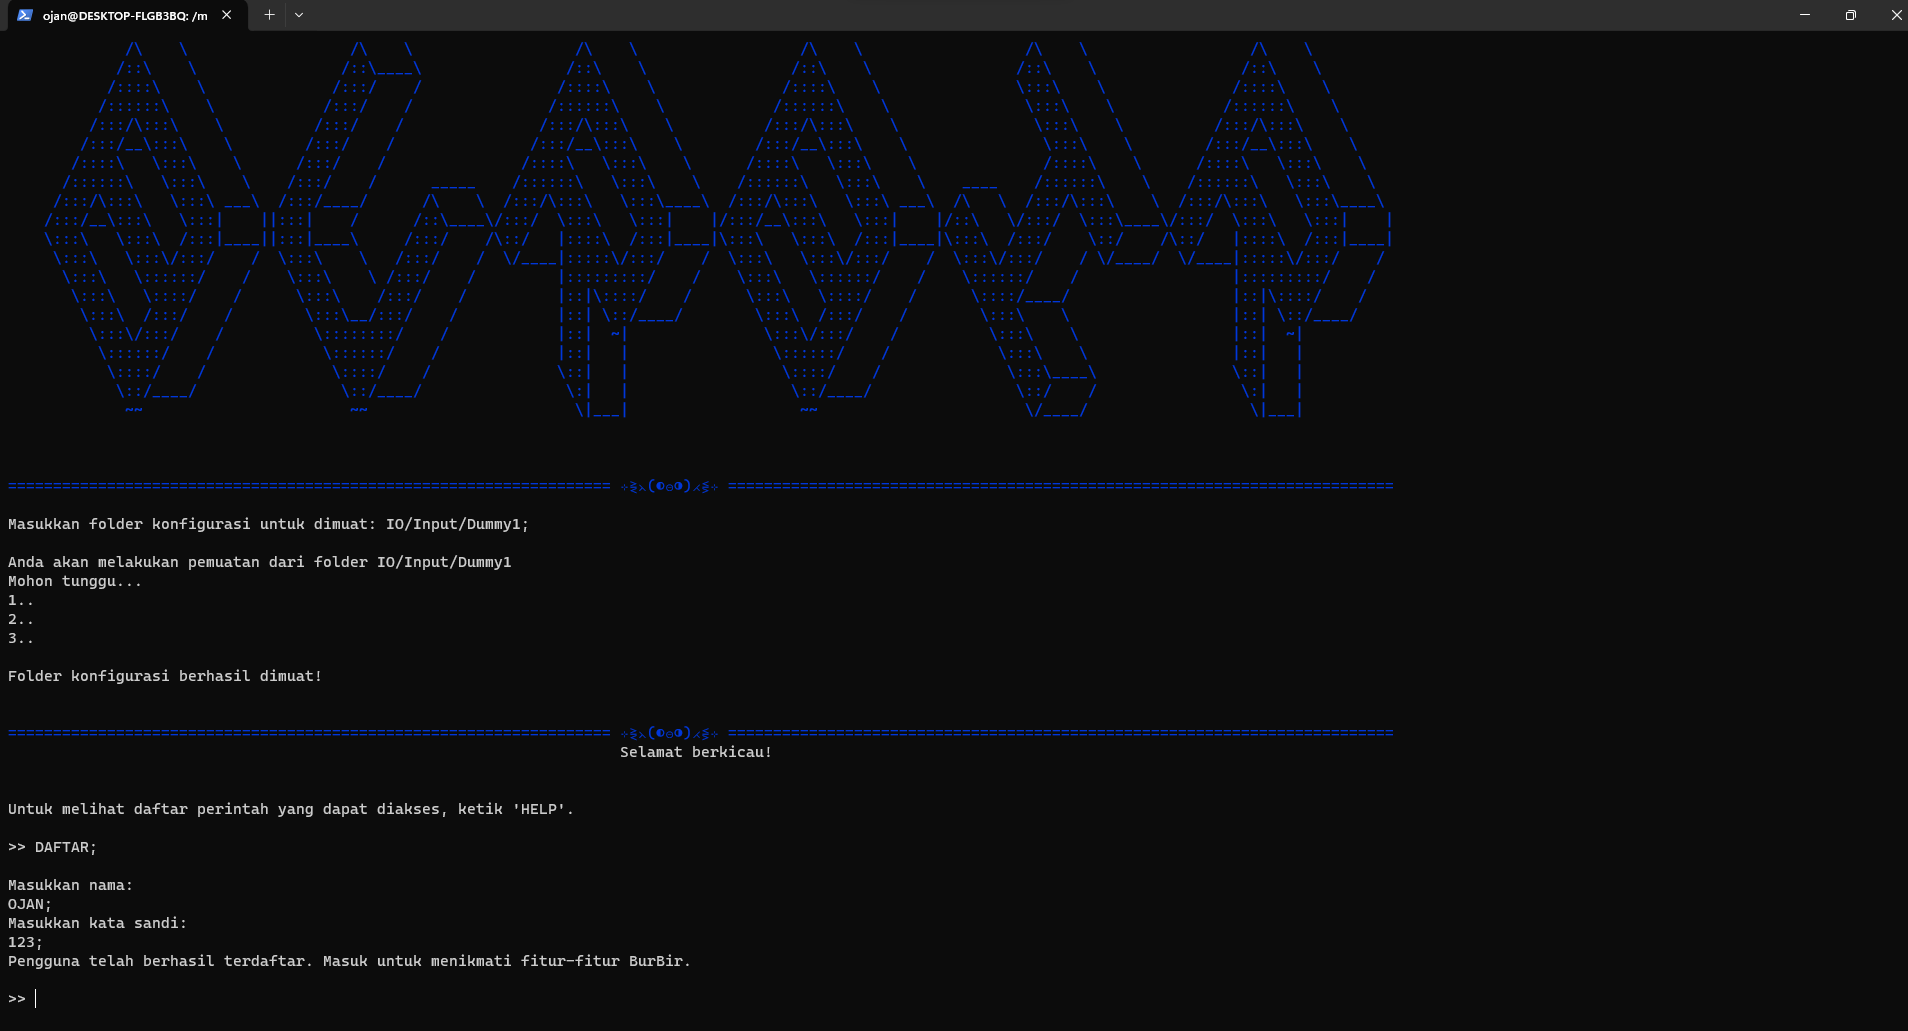 ojan@DESKTOP-FLGB3BQ: /m
Masukkan folder konfigurasi untuk dimuat: IO/Input/Dummy1;
Anda akan melakukan pemuatan dari folder IO/Input/Dummy1
Mohon tunggu...
1..
2..
3..
Folder konfigurasi berhasil dimuat!
Selamat berkicau!
Untuk melihat daftar perintah yang dapat diakses, ketik 'HELP'.
>> DAFTAR;
Masukkan nama:
OJAN;
Masukkan kata sandi:
123;
Pengguna telah berhasil terdaftar. Masuk untuk menikmati fitur-fitur BurBir.
>>